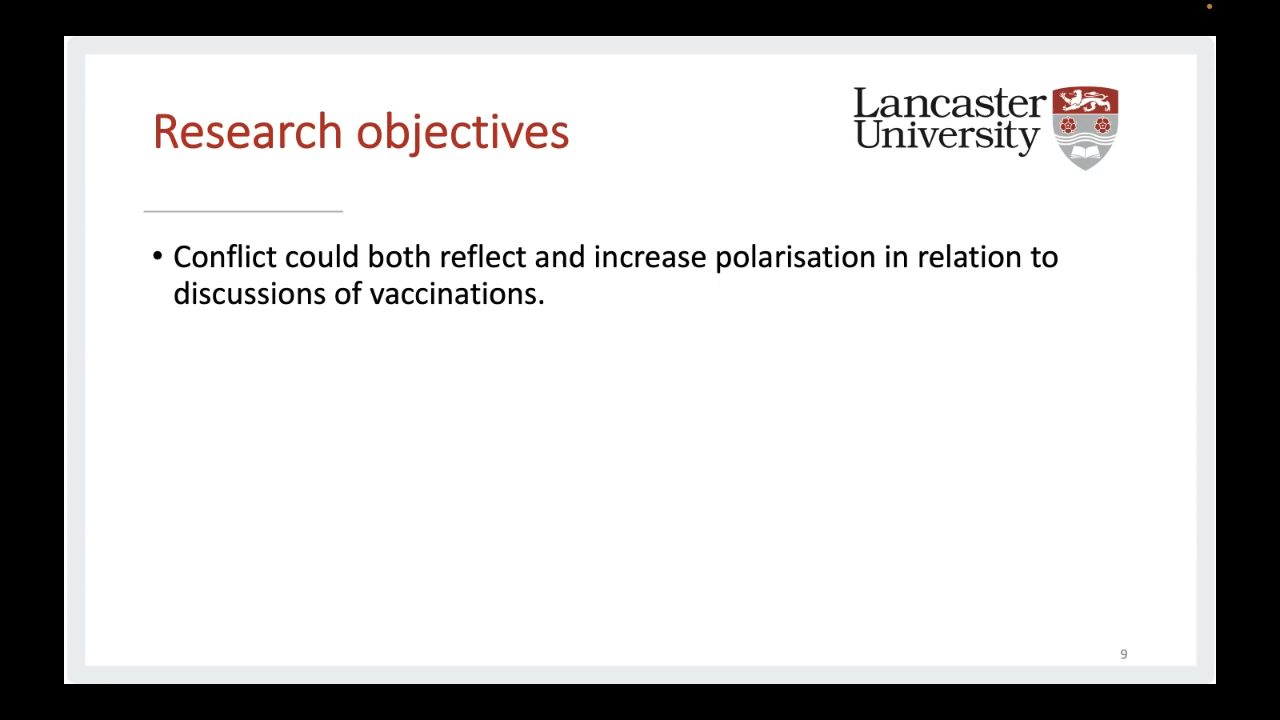 Research objectives
Lancaster
University
• Conflict could both reflect and increase polarisation in relation to
discussions of vaccinations.
9